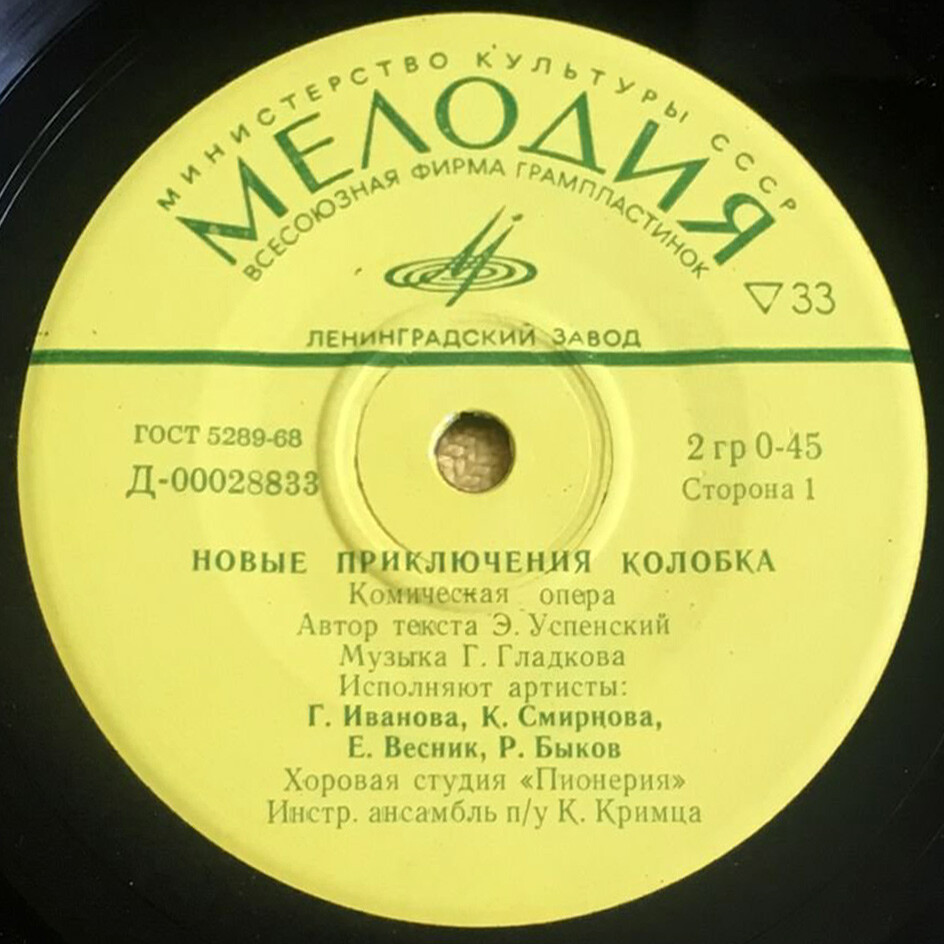 МИНИСТЕРСТВО КУЛЬТУРЫ СССР
МЕЛОДИЯ
ВСЕСОЮЗНАЯ ФИРМА ГРАМПЛАСТИНОК
▽33
ЛЕНИНГРАДСКИЙ ЗАВОД
ГОСТ 5289-68
Д-00028833
2 гр 0-45
Сторона 1
НОВЫЕ ПРИКЛЮЧЕНИЯ КОЛОБКА
Комическая опера
Автор текста Э. Успенский
Музыка Г. Гладкова
Исполняют артисты:
Г. Иванова, К. Смирнова,
Е. Весник, Р. Быков
Хоровая студия «Пионерия»
Инстр. ансамбль п/у К. Кримца